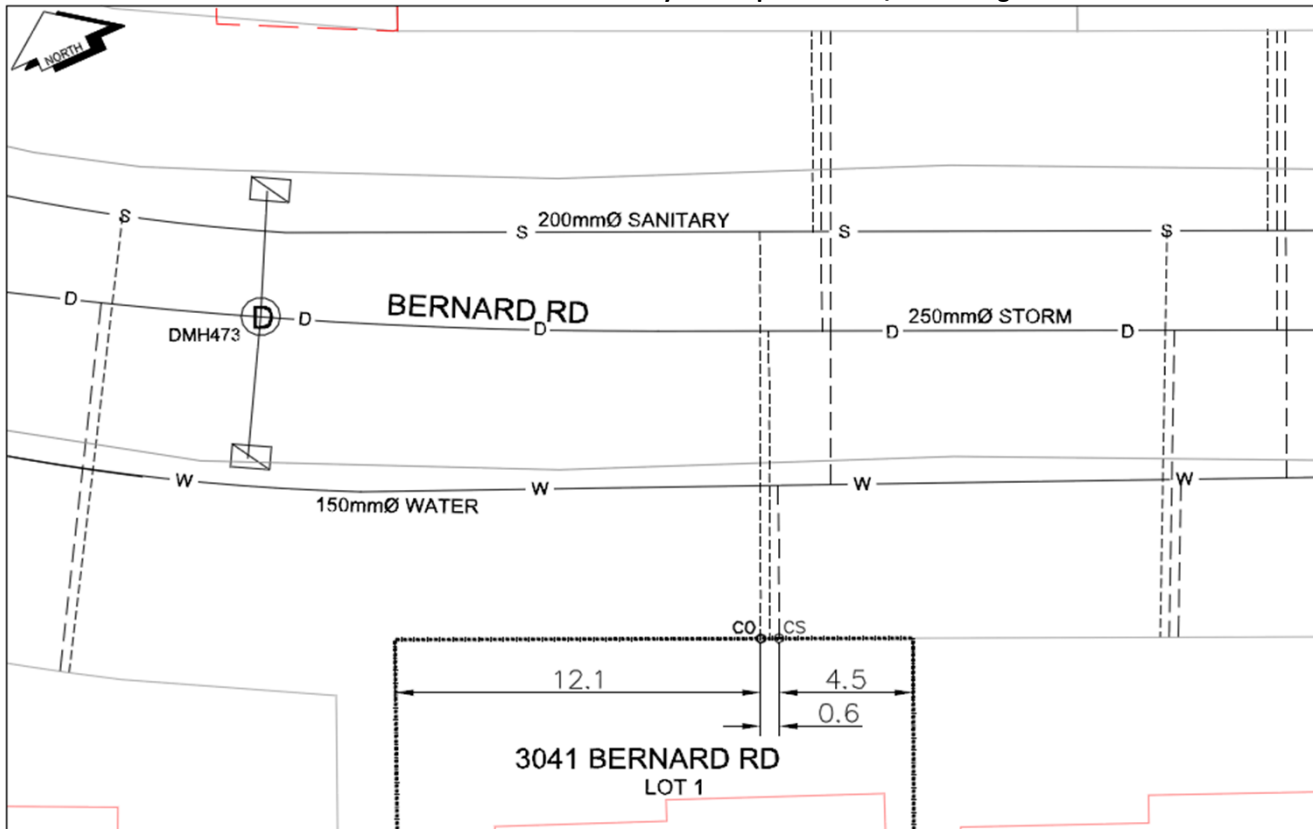 NORTH
S
S
200mmØ SANITARY
S
S
D
D
D
BERNARD RD
D
250mmØ STORM
D
D
DMH473
W
150mmØ WATER
W
W
W
CO
CS
12.1
4.5
0.6
3041 BERNARD RD
LOT 1